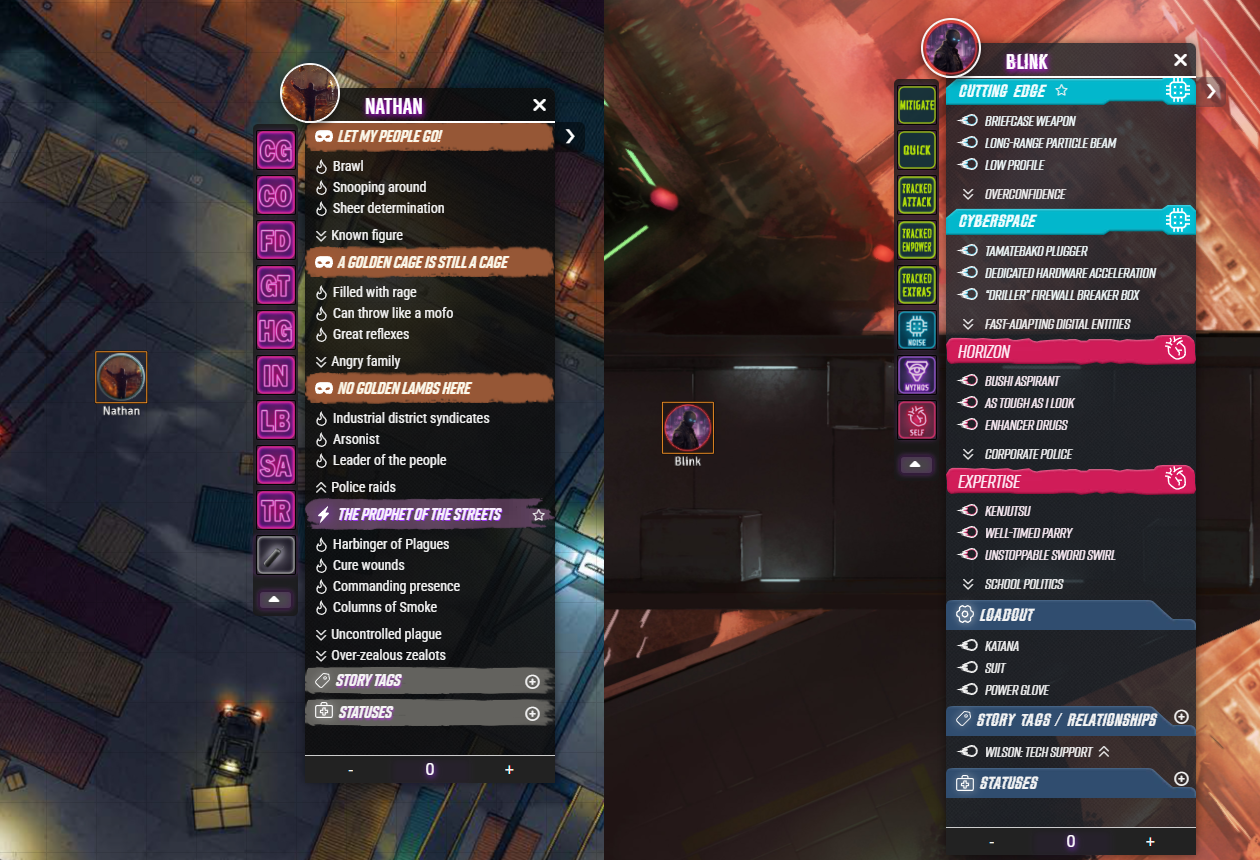 NATHAN
LET MY PEOPLE GO!
Brawl
Snooping around
Sheer determination
Known figure
A GOLDEN CAGE IS STILL A CAGE
Filled with rage
Can throw like a mofo
Great reflexes
Angry family
NO GOLDEN LAMBS HERE
Industrial district syndicates
Arsonist
Leader of the people
Police raids
THE PROPHET OF THE STREETS
Harbinger of Plagues
Cure wounds
Commanding presence
Columns of Smoke
Uncontrolled plague
Over-zealous zealots
STORY TAGS
STATUSES
- 0 +
CG
CO
FD
GT
HG
IN
LB
SA
TR
Nathan
BLINK
CUTTING EDGE
BRIEFCASE WEAPON
LONG-RANGE PARTICLE BEAM
LOW PROFILE
OVERCONFIDENCE
CYBERSPACE
TAMATEBAKO PLUGGER
DEDICATED HARDWARE ACCELERATION
"DRILLER" FIREWALL BREAKER BOX
FAST-ADAPTING DIGITAL ENTITIES
HORIZON
BUSHI ASPIRANT
AS TOUGH AS I LOOK
ENHANCER DRUGS
CORPORATE POLICE
EXPERTISE
KENJUTSU
WELL-TIMED PARRY
UNSTOPPABLE SWORD SWIRL
SCHOOL POLITICS
LOADOUT
KATANA
SUIT
POWER GLOVE
STORY TAGS / RELATIONSHIPS
WILSON: TECH SUPPORT
STATUSES
- 0 +
MITIGATE
QUICK
TRACKED
ATTACK
TRACKED
EMPOWER
TRACKED
EXTRAS
NOISE
MYTHOS
SELF
Blink